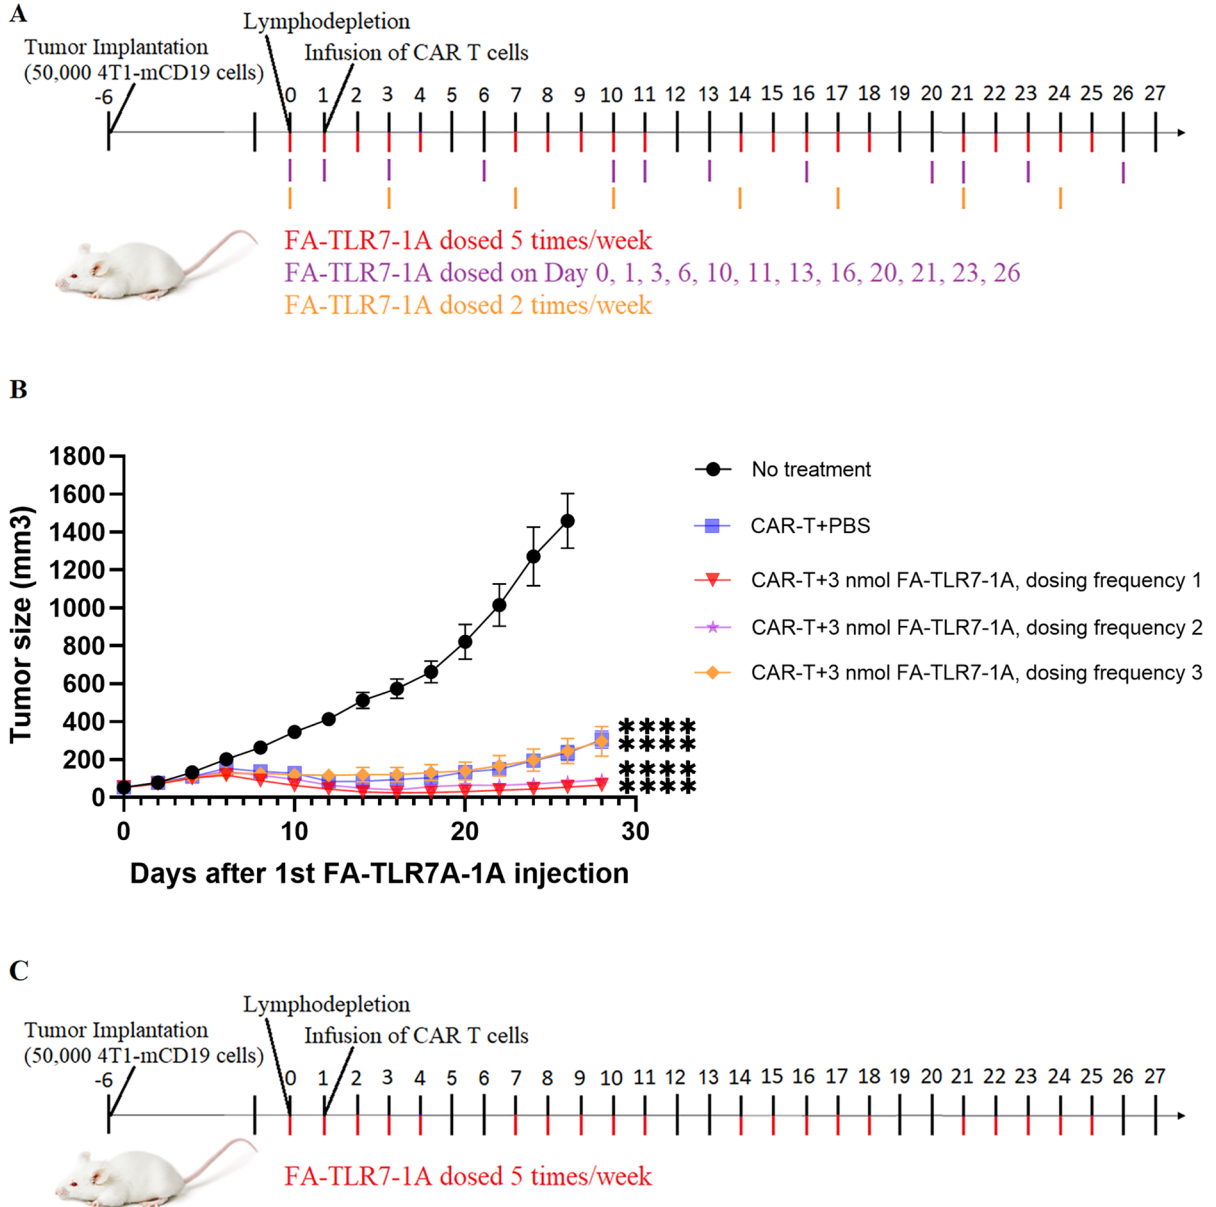 A
Lymphodepletion
Tumor Implantation
(50,000 4T1-mCD19 cells)
Infusion of CAR T cells
-6 0 1 2 3 4 5 6 7 8 9 10 11 12 13 14 15 16 17 18 19 20 21 22 23 24 25 26 27
FA-TLR7-1A dosed 5 times/week
FA-TLR7-1A dosed on Day 0, 1, 3, 6, 10, 11, 13, 16, 20, 21, 23, 26
FA-TLR7-1A dosed 2 times/week
B
Tumor size (mm3)
1800
1600
1400
1200
1000
800
600
400
200
0
0 10 20 30
Days after 1st FA-TLR7A-1A injection
No treatment
CAR-T+PBS
CAR-T+3 nmol FA-TLR7-1A, dosing frequency 1
CAR-T+3 nmol FA-TLR7-1A, dosing frequency 2
CAR-T+3 nmol FA-TLR7-1A, dosing frequency 3
****
****
****
****
C
Lymphodepletion
Tumor Implantation
(50,000 4T1-mCD19 cells)
Infusion of CAR T cells
-6 0 1 2 3 4 5 6 7 8 9 10 11 12 13 14 15 16 17 18 19 20 21 22 23 24 25 26 27
FA-TLR7-1A dosed 5 times/week